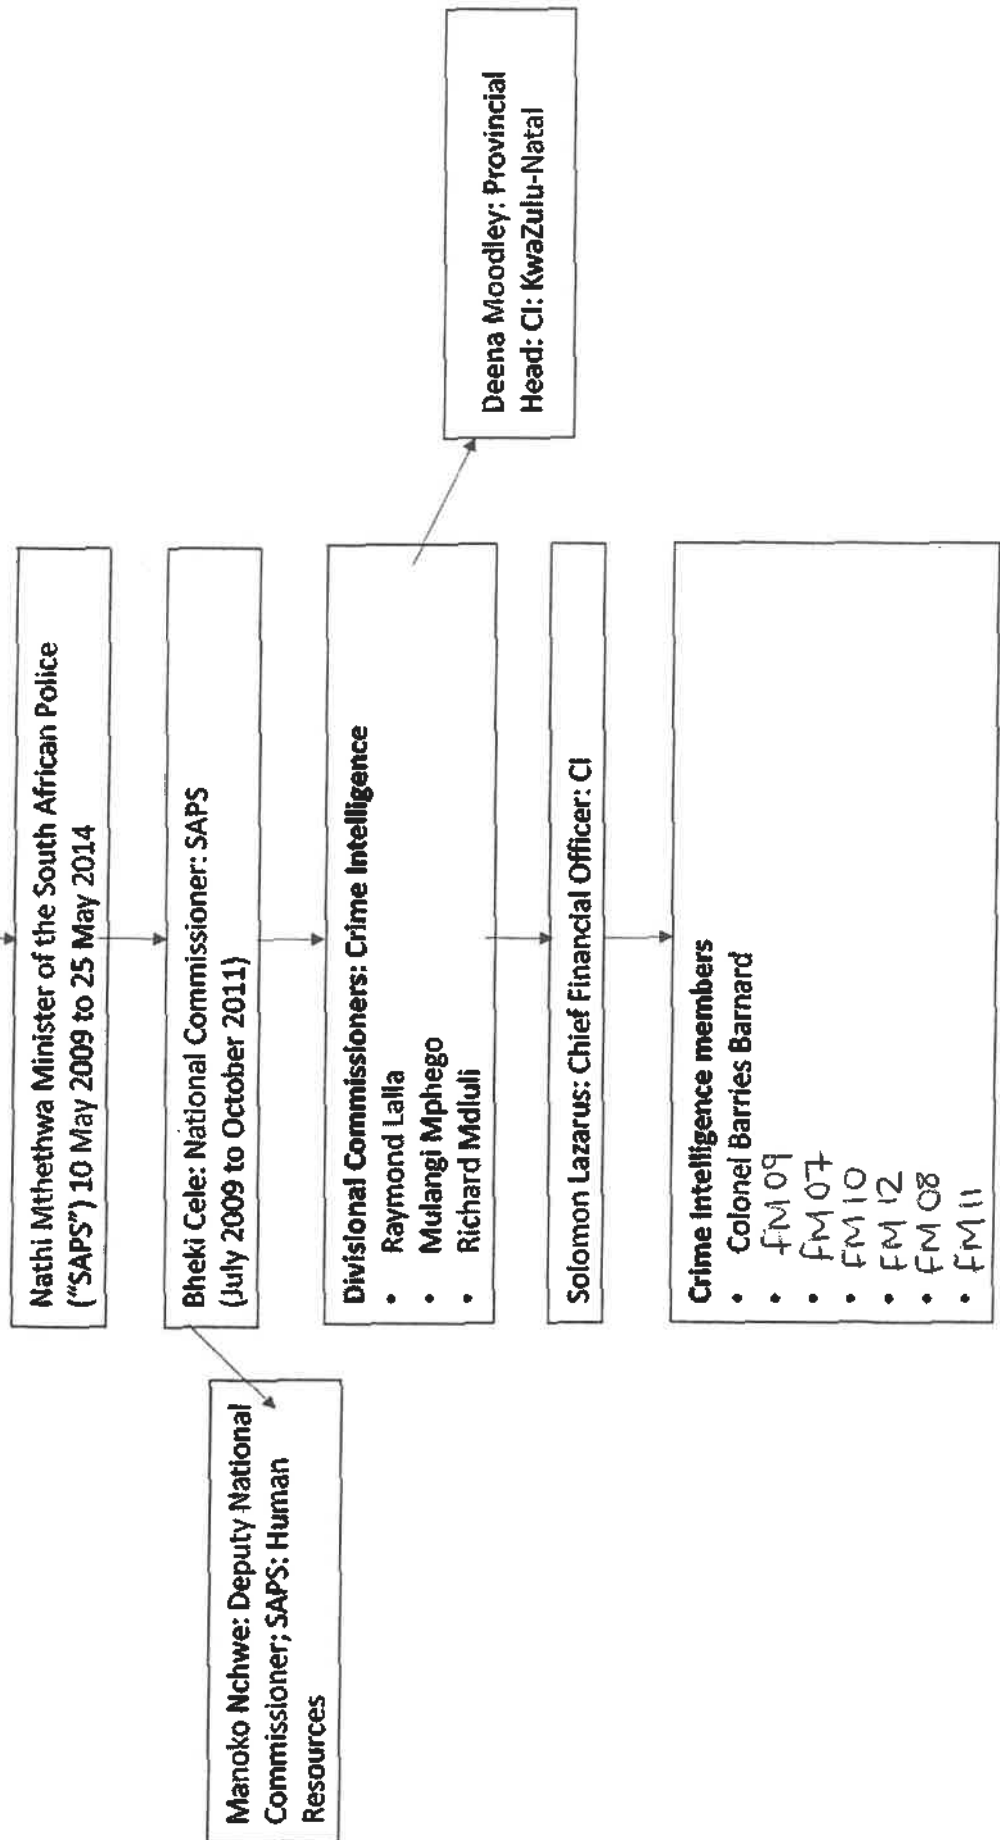 Nathi Mthethwa Minister of the South African Police
("SAPS") 10 May 2009 to 25 May 2014
Bheki Cele: National Commissioner: SAPS
(July 2009 to October 2011)
Manoko Nchwe: Deputy National
Commissioner; SAPS: Human
Resources
Divisional Commissioners: Crime Intelligence
• Raymond Lalla
• Mulangi Mphego
• Richard Mdluli
Deena Moodley: Provincial
Head: CI: KwaZulu-Natal
Solomon Lazarus: Chief Financial Officer: CI
Crime Intelligence members
• Colonel Barries Barnard
• FM 09
• FM 07
• FM 10
• FM 12
• FM 08
• FM 11